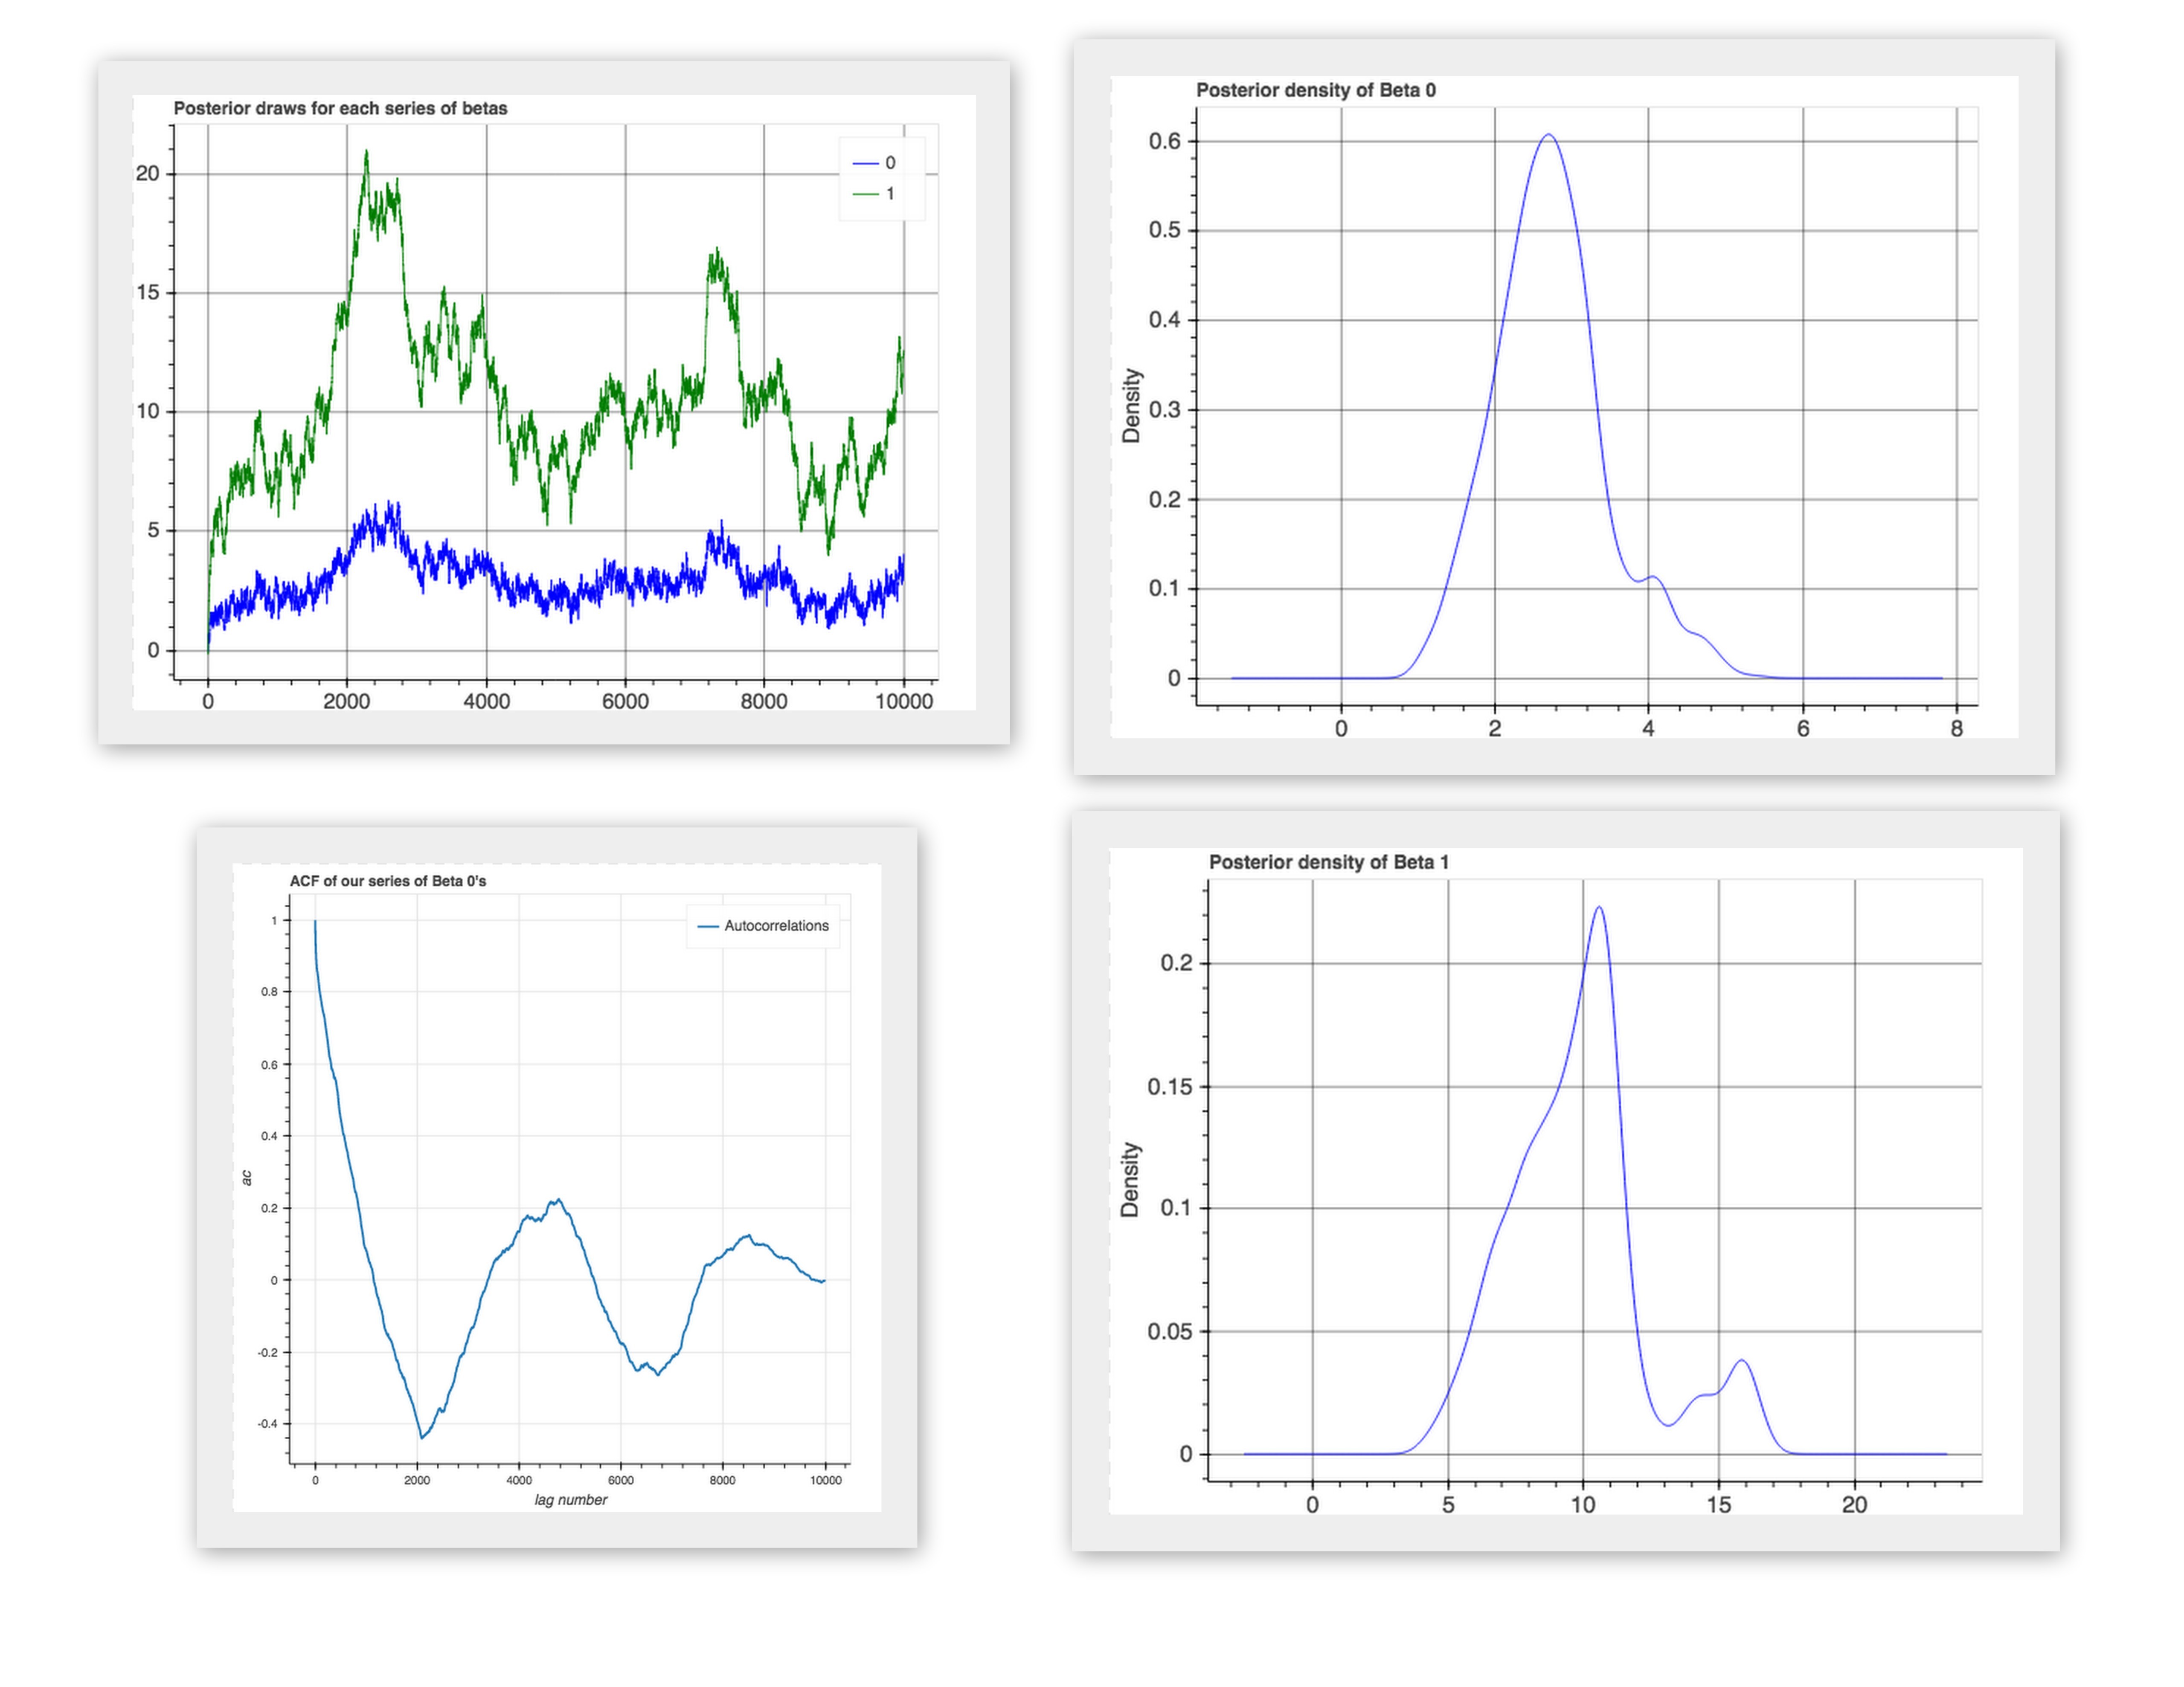 Posterior draws for each series of betas
0
1
20
15
10
5
0
0 2000 4000 6000 8000 10000
Posterior density of Beta 0
Density
0.6
0.5
0.4
0.3
0.2
0.1
0
0 2 4 6 8
ACF of our series of Beta 0's
Autocorrelations
ac
1
0.8
0.6
0.4
0.2
0
-0.2
-0.4
0 2000 4000 6000 8000 10000
lag number
Posterior density of Beta 1
Density
0.2
0.15
0.1
0.05
0
0 5 10 15 20